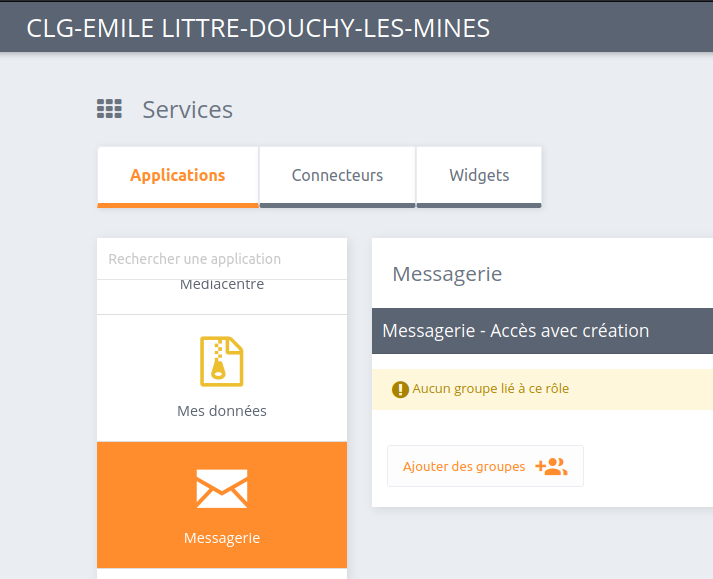 CLG-EMILE LITTRE-DOUCHY-LES-MINES
Services
Applications
Connecteurs
Widgets
Rechercher une application
Mediacentre
Mes données
Messagerie
Messagerie
Messagerie - Accès avec création
Aucun groupe lié à ce rôle
Ajouter des groupes